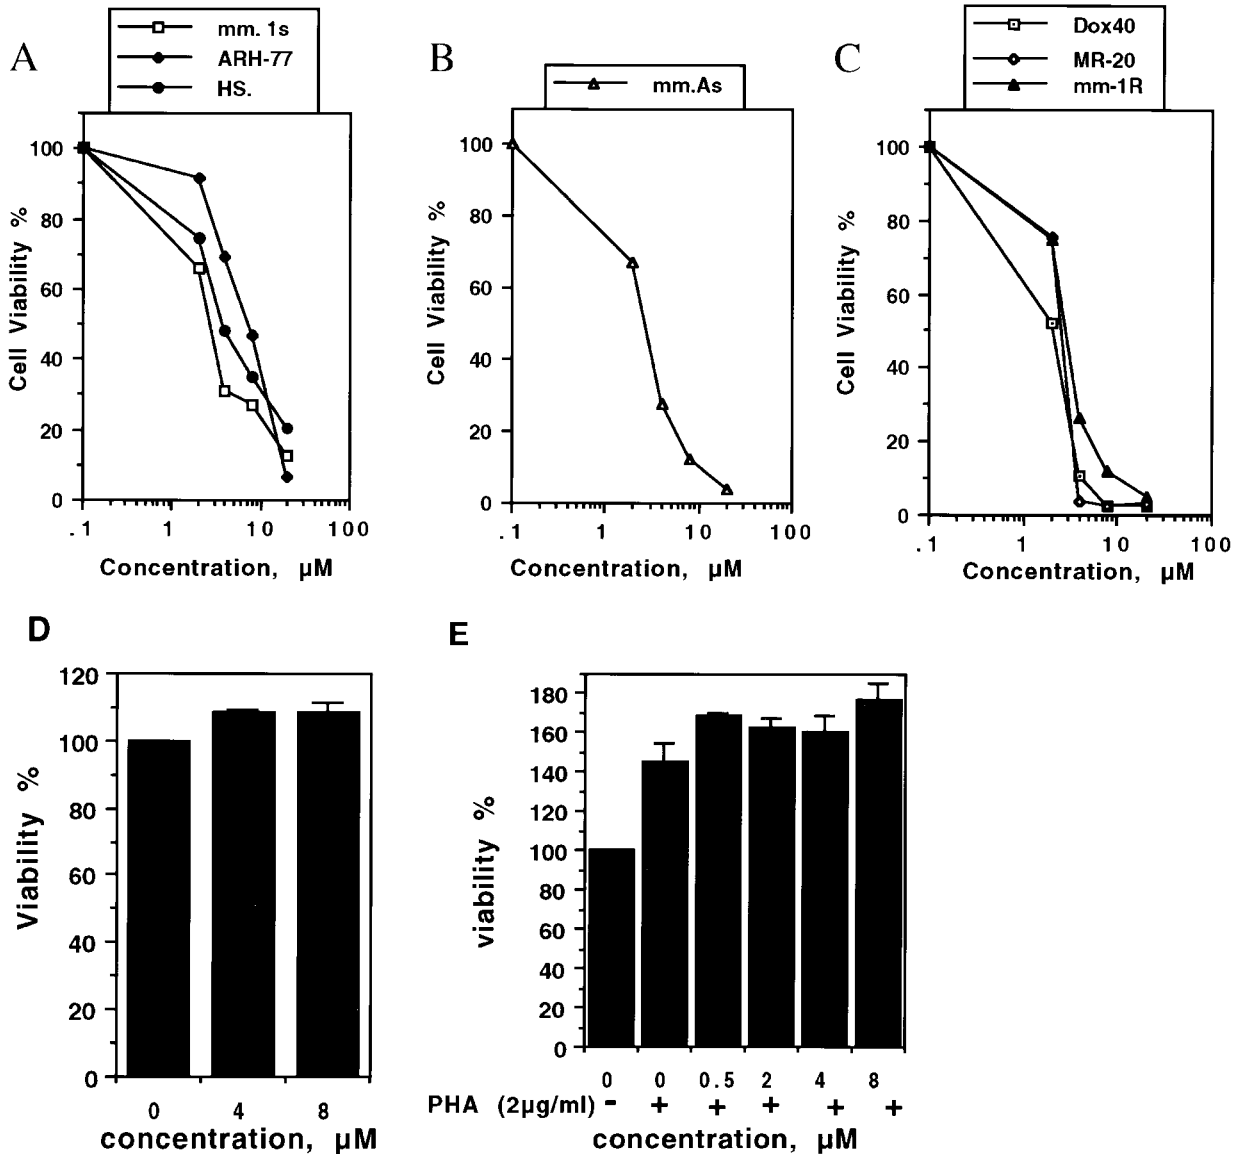 A
mm. 1s
ARH-77
HS.
100
80
60
40
20
0
Cell Viability %
.1 1 10 100
Concentration, µM
B
mm.As
100
80
60
40
20
0
Cell Viability %
.1 1 10 100
Concentration, µM
C
Dox40
MR-20
mm-1R
100
80
60
40
20
0
Cell Viability %
.1 1 10 100
Concentration, µM
D
120
100
80
60
40
20
0
Viability %
0 4 8
concentration, µM
E
180
160
140
120
100
80
60
40
20
0
viability %
0 0 0.5 2 4 8
PHA (2µg/ml) - + + + + +
concentration, µM